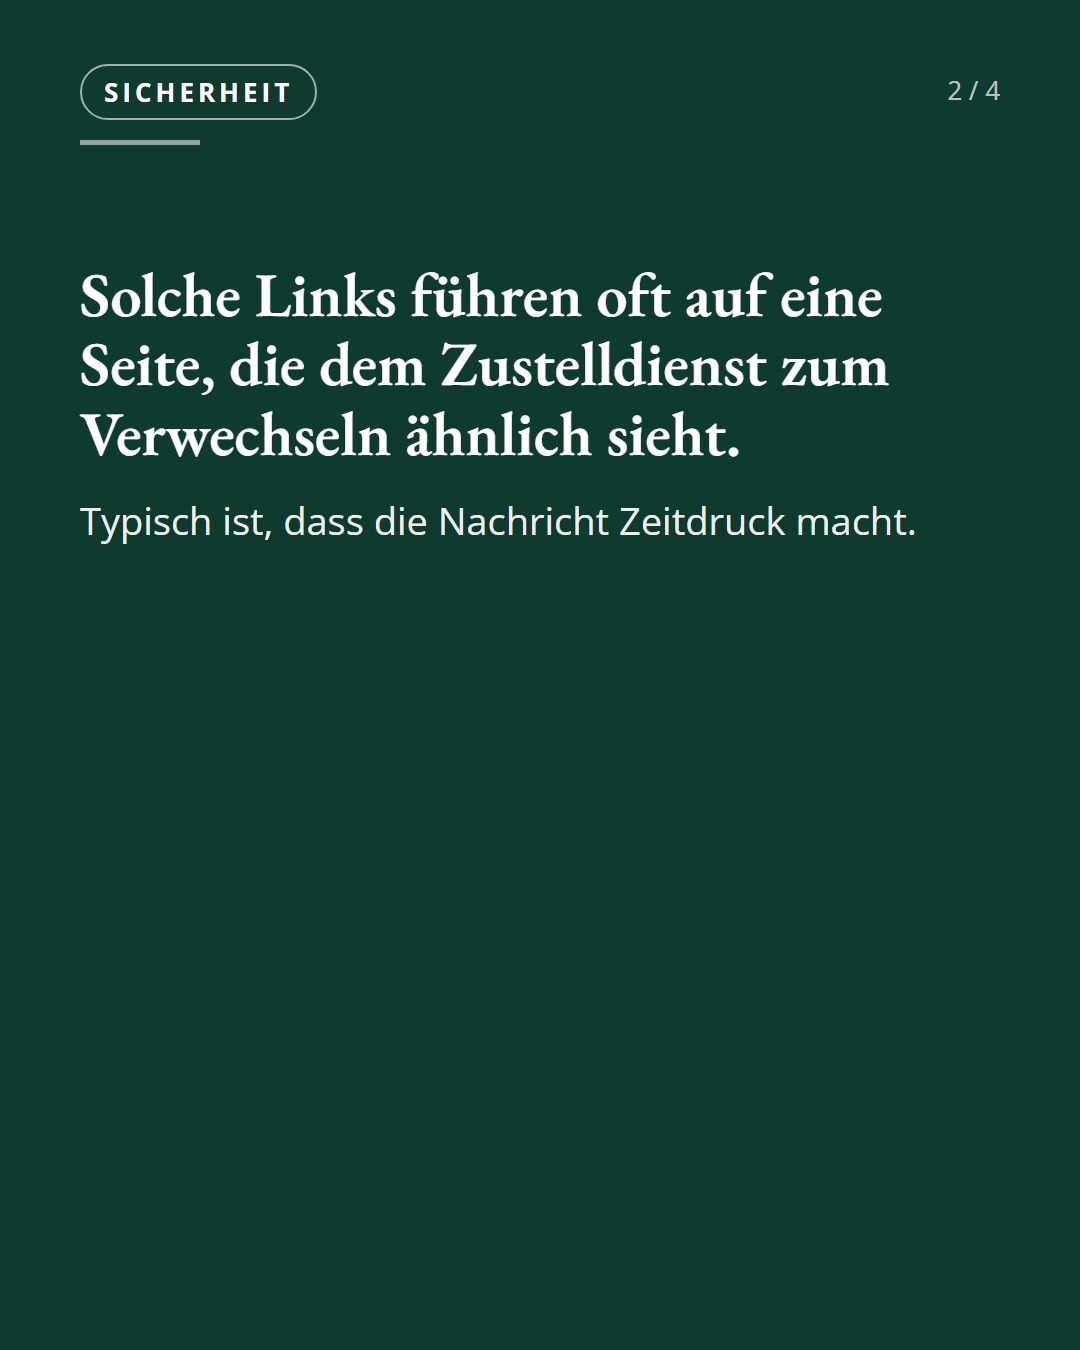 SICHERHEIT
2 / 4
Solche Links führen oft auf eine
Seite, die dem Zustelldienst zum
Verwechseln ähnlich sieht.
Typisch ist, dass die Nachricht Zeitdruck macht.